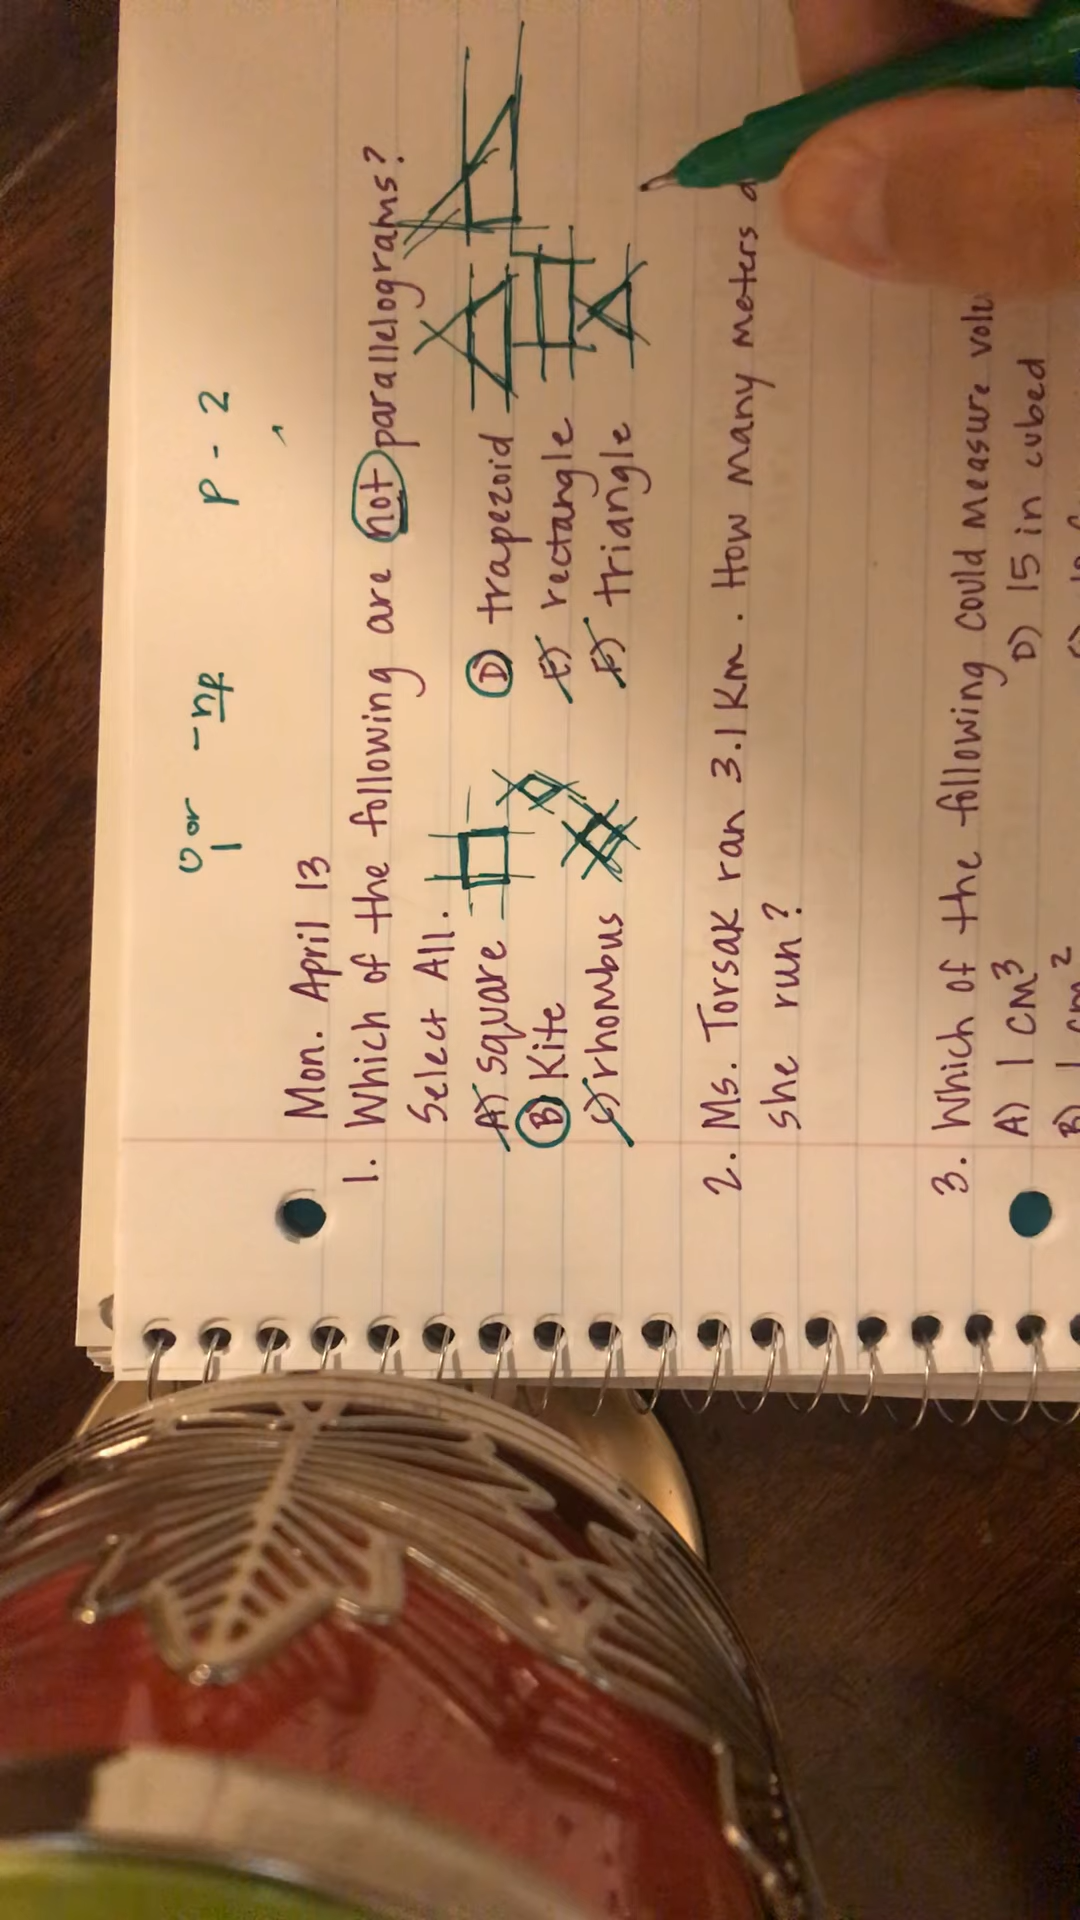 0 or 1 - np P - 2
Mon. April 13
1. Which of the following are not parallelograms?
Select All.
A) square D) trapezoid
B) Kite E) rectangle
C) rhombus F) triangle
2. Ms. Torsak ran 3.1 Km. How many meters
she run?
3. Which of the following could measure
A) 1 cm³ D) 15 in cubed
B) 1 cm²